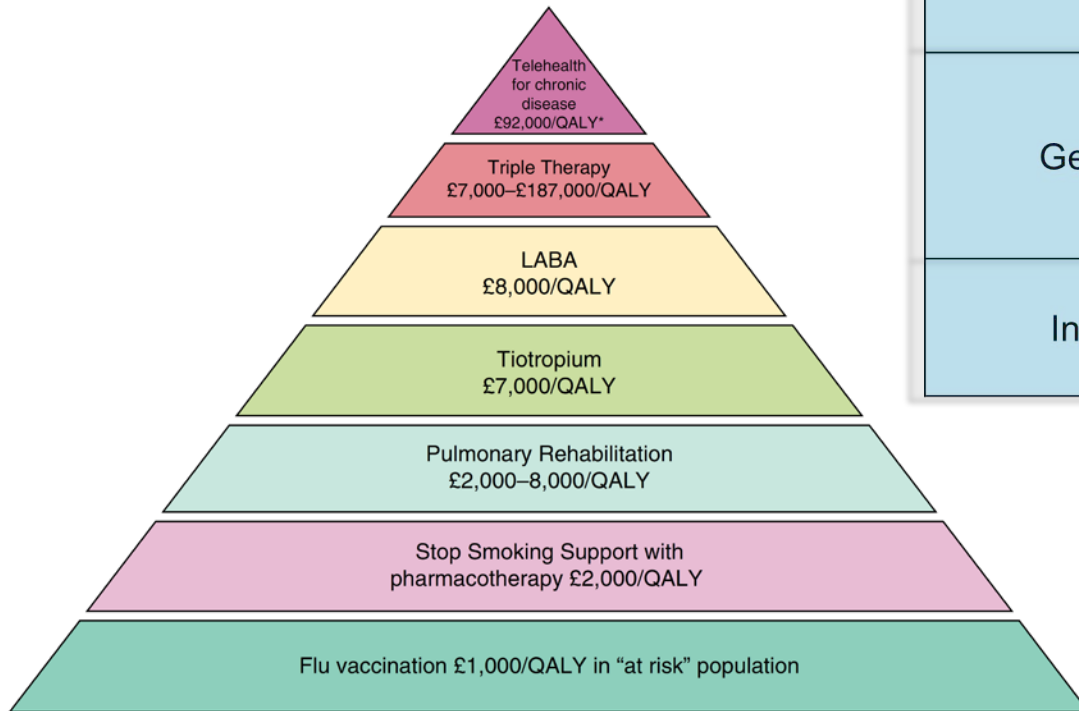 Telehealth
for chronic
disease
£92,000/QALY*
Triple Therapy
£7,000–£187,000/QALY
LABA
£8,000/QALY
Tiotropium
£7,000/QALY
Pulmonary Rehabilitation
£2,000–8,000/QALY
Stop Smoking Support with
pharmacotherapy £2,000/QALY
Flu vaccination £1,000/QALY in “at risk” population